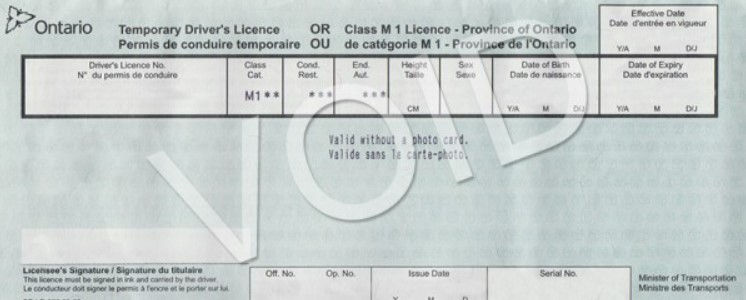 Ontario
Temporary Driver's Licence OR Class M 1 Licence - Province of Ontario
Permis de conduire temporaire OU de catégorie M 1 - Province de l'Ontario
Effective Date
Date d'entrée en vigueur
Y/A M D/J
Driver's Licence No.
N° du permis de conduire
Class
Cat.
M1**
Cond.
Rest.
***
End.
Aut.
***
Height
Taille
CM
Sex
Sexe
Date of Birth
Date de naissance
Y/A M D/J
Date of Expiry
Date d'expiration
Y/A M D/J
Valid without a photo card.
Valide sans la carte-photo.
VOID
Licensee's Signature / Signature du titulaire
This licence must be signed in ink and carried by the driver.
Le conducteur doit signer le permis à l'encre et le porter sur lui.
Off. No.
Op. No.
Issue Date
Y M D
Serial No.
Minister of Transportation
Ministre des Transports